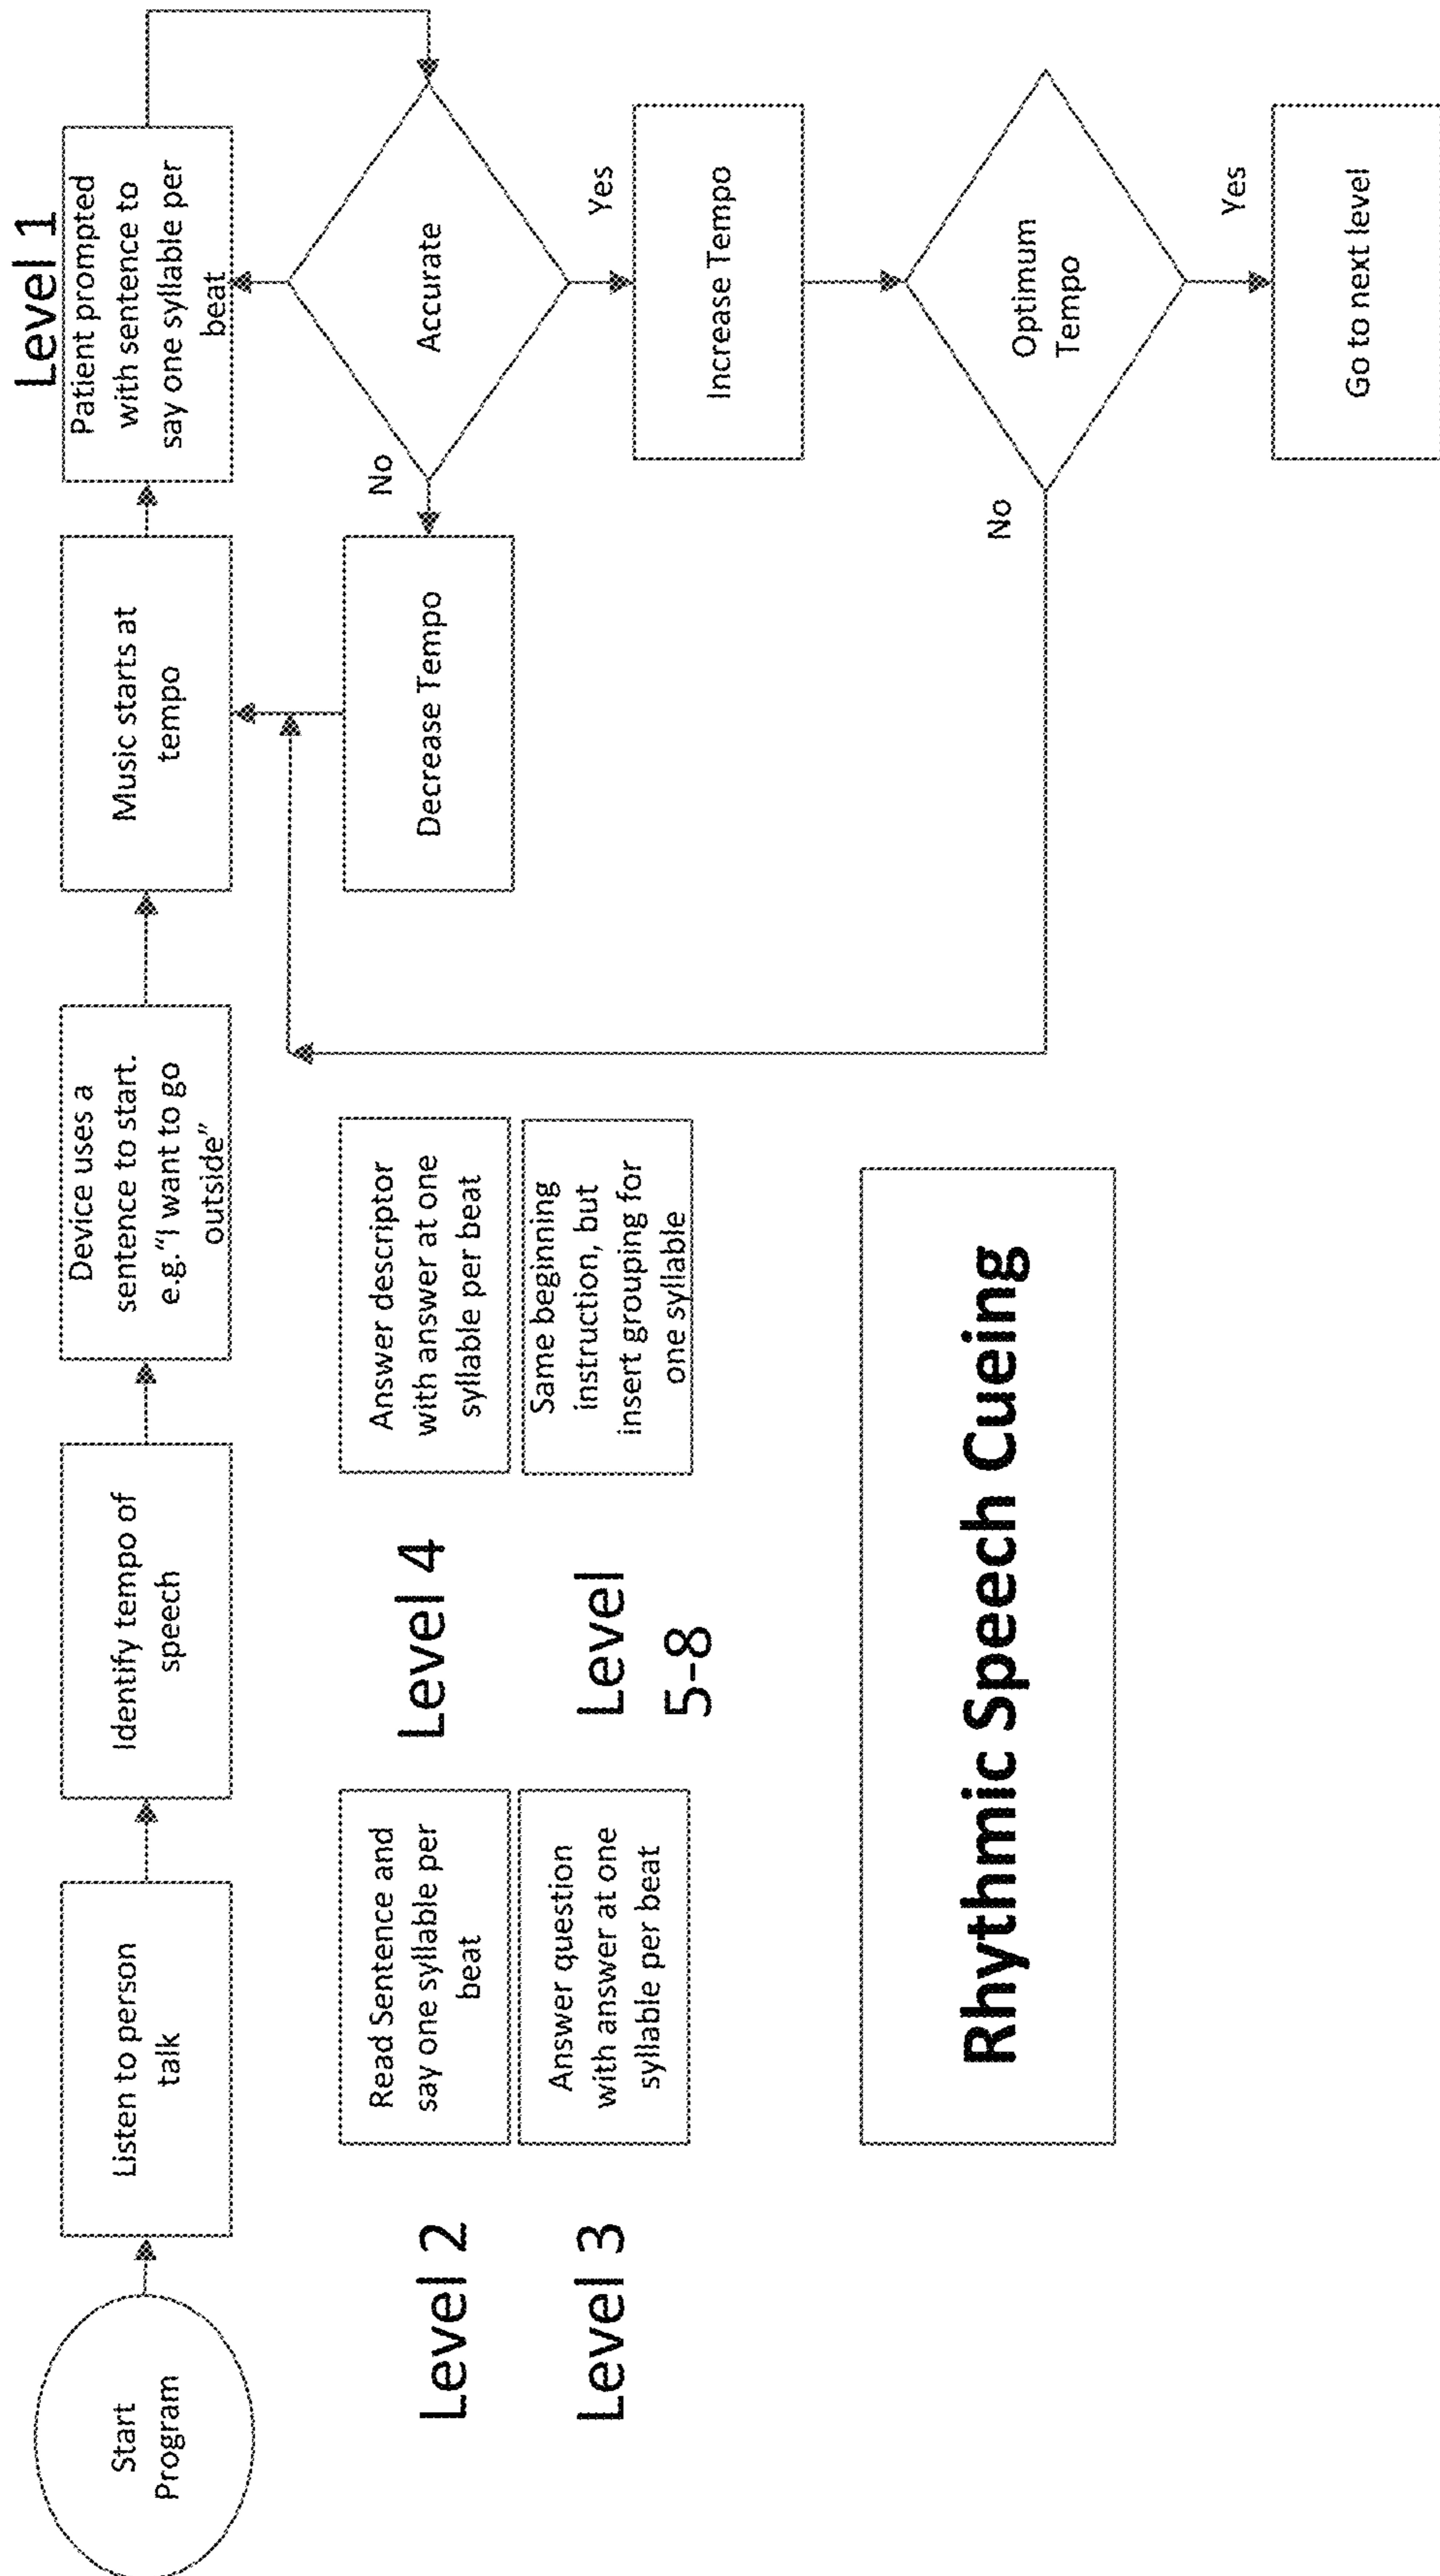 Level 1
Start
Program
Listen to person
talk
Identify tempo of
speech
Device uses a
sentence to start.
e.g.“I want to go
outside”
Music starts at
tempo
Patient prompted
with sentence to
say one syllable per
beat
Level 2
Read Sentence and
say one syllable per
beat
Level 4
Answer descriptor
with answer at one
syllable per beat
Decrease Tempo
No
Accurate
Level 3
Answer question
with answer at one
syllable per beat
Level
5-8
Same beginning
instruction, but
insert grouping for
one syllable
Yes
Increase Tempo
Rhythmic Speech Cueing
No
Optimum
Tempo
Yes
Go to next level